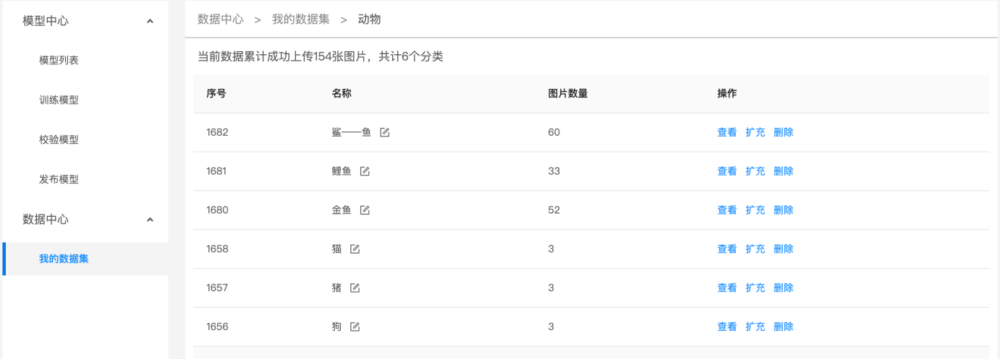 模型中心
模型列表
训练模型
校验模型
发布模型
数据中心
我的数据集
数据中心 > 我的数据集 > 动物
当前数据累计成功上传154张图片，共计6个分类
序号 名称 图片数量 操作
1682 鲨——鱼 60 查看 扩充 删除
1681 鲤鱼 33 查看 扩充 删除
1680 金鱼 52 查看 扩充 删除
1658 猫 3 查看 扩充 删除
1657 猪 3 查看 扩充 删除
1656 狗 3 查看 扩充 删除